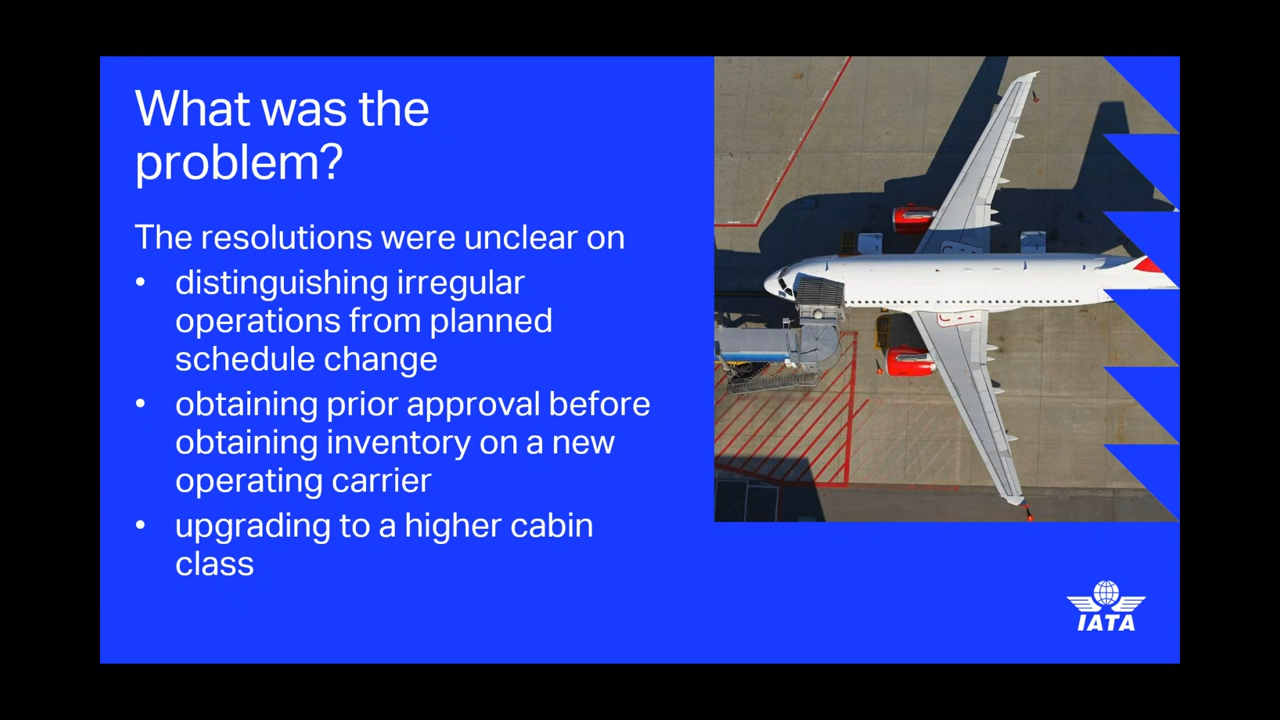 What was the
problem?
The resolutions were unclear on
• distinguishing irregular
operations from planned
schedule change
• obtaining prior approval before
obtaining inventory on a new
operating carrier
• upgrading to a higher cabin
class
IATA